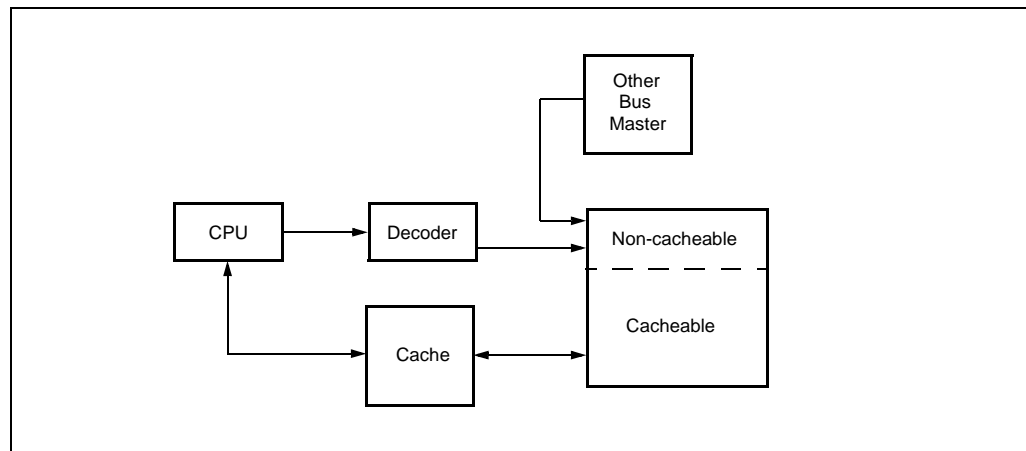 Other
Bus
Master
CPU
Decoder
Non-cacheable
Cacheable
Cache